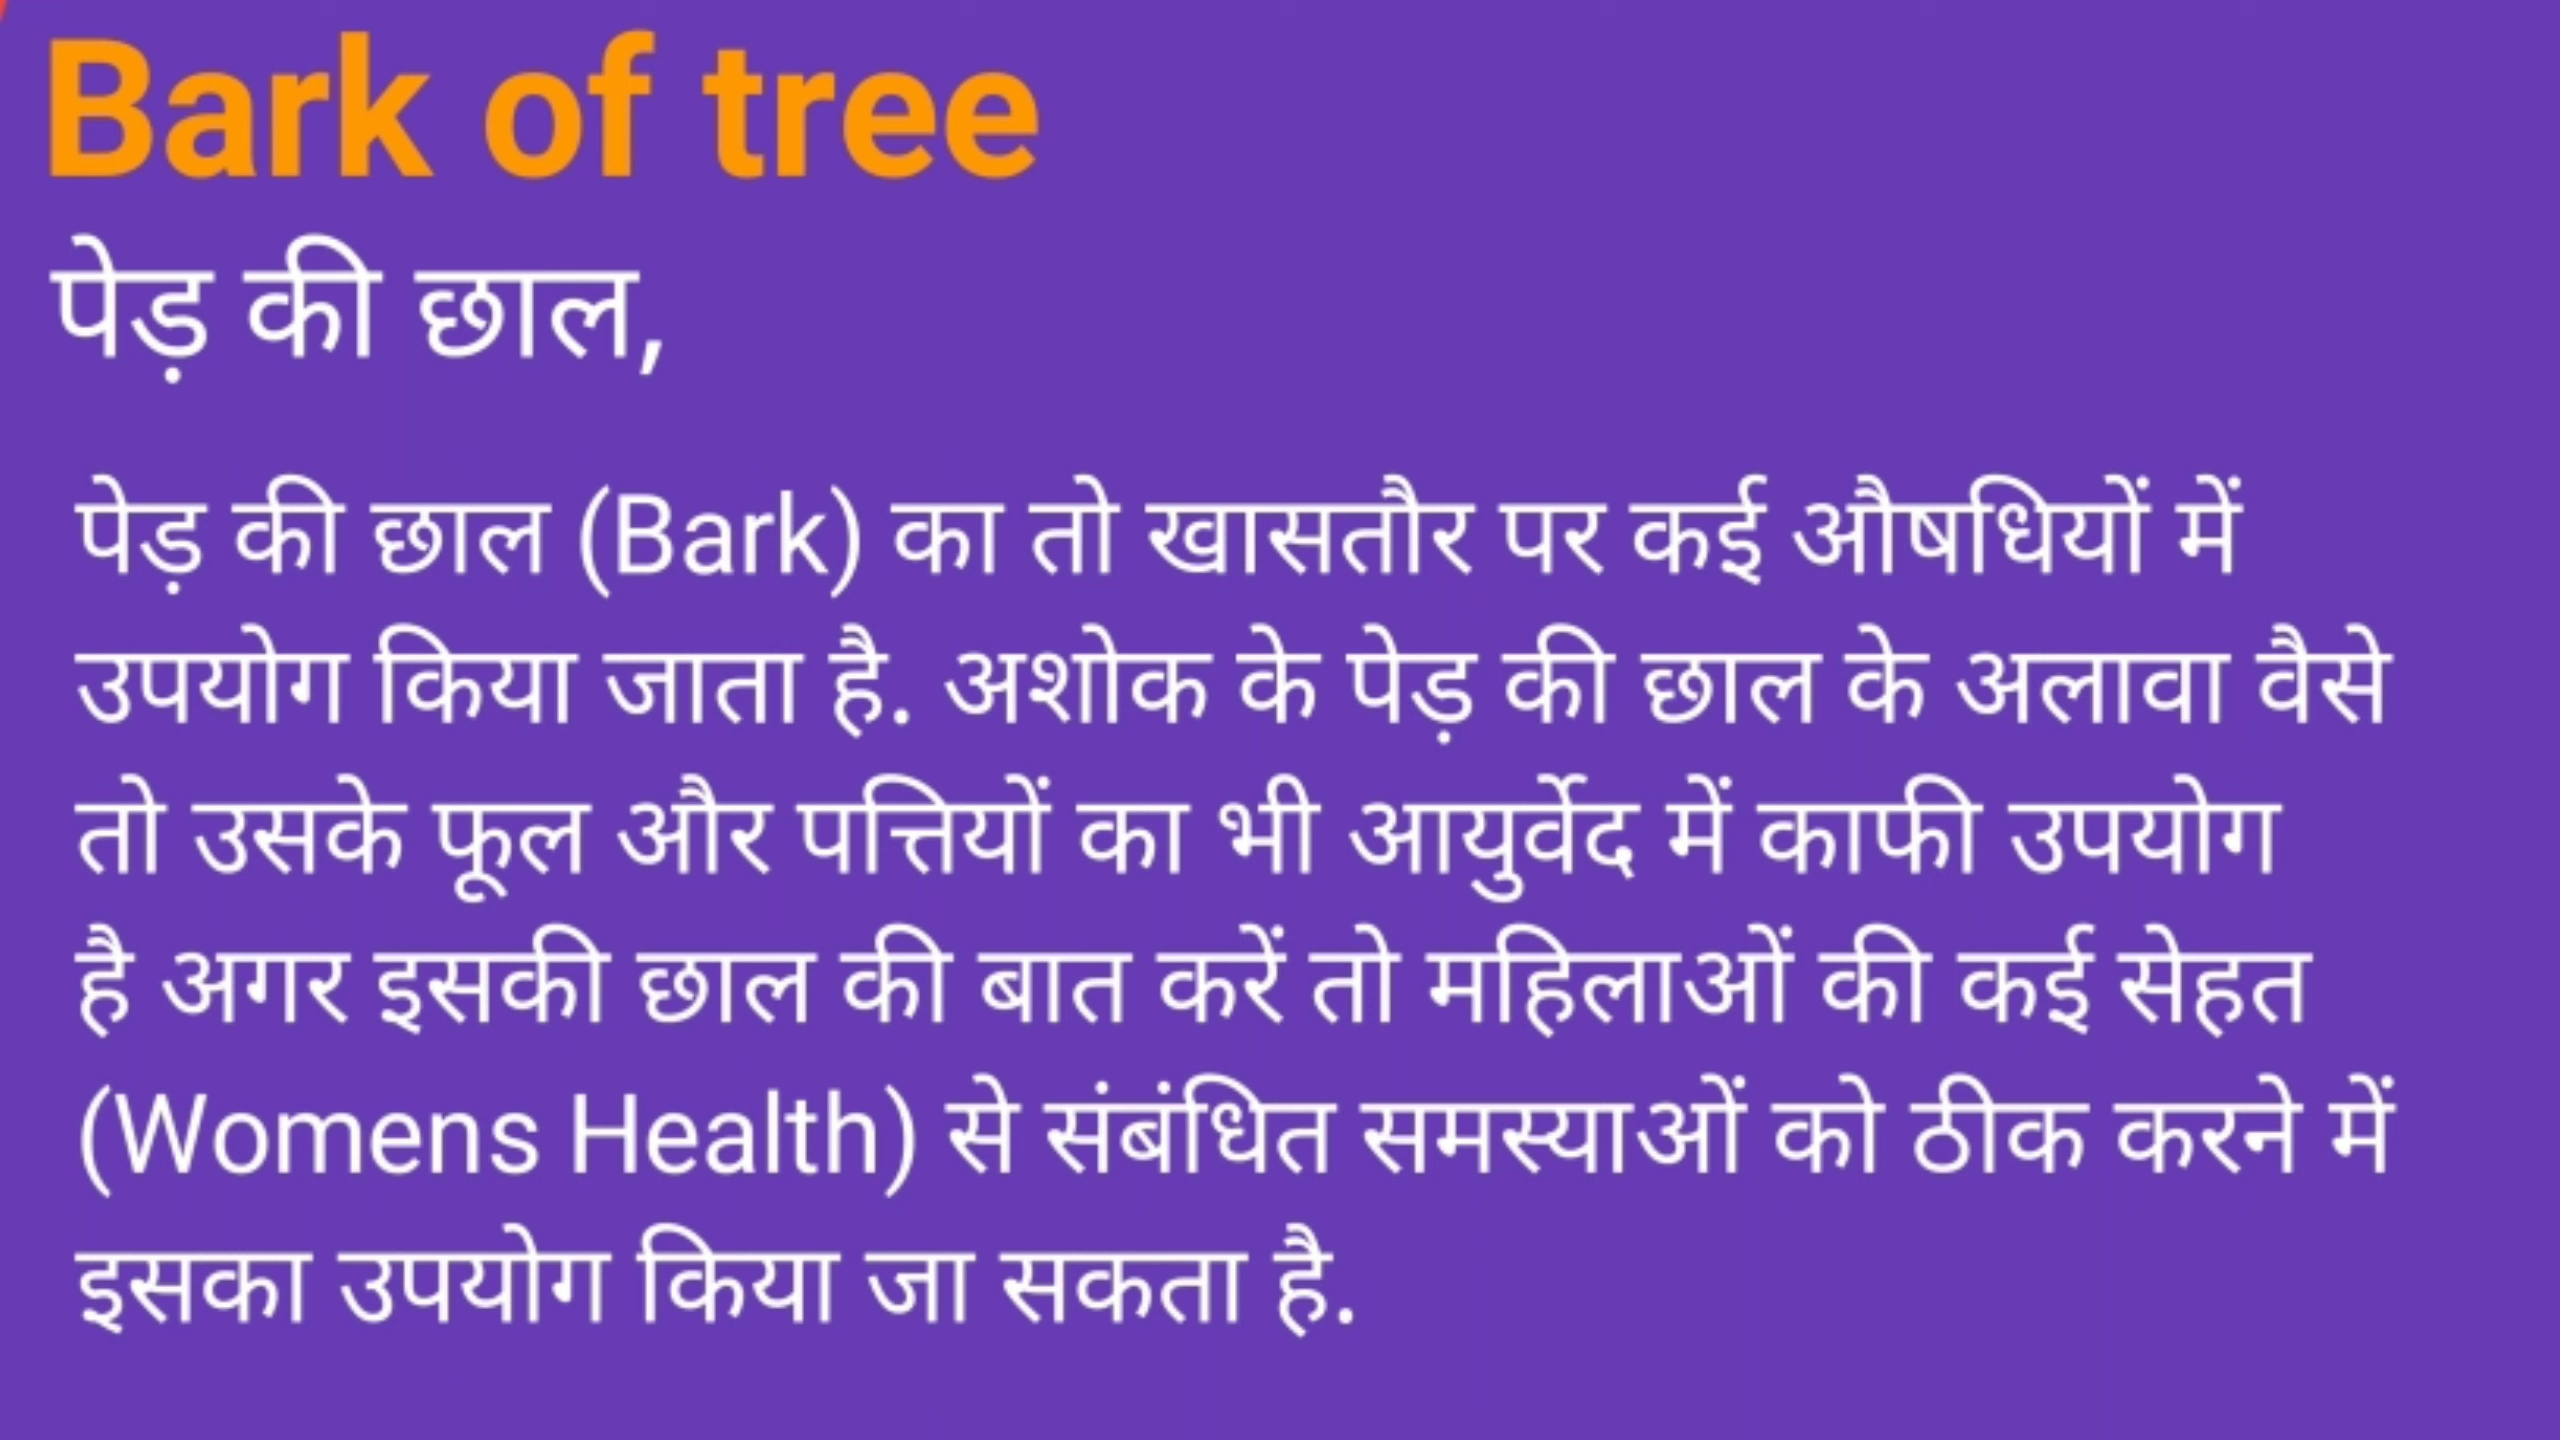 Bark of tree
पेड़ की छाल,
पेड़ की छाल (Bark) का तो खासतौर पर कई औषधियों में
उपयोग किया जाता है. अशोक के पेड़ की छाल के अलावा वैसे
तो उसके फूल और पत्तियों का भी आयुर्वेद में काफी उपयोग
है अगर इसकी छाल की बात करें तो महिलाओं की कई सेहत
(Womens Health) से संबंधित समस्याओं को ठीक करने में
इसका उपयोग किया जा सकता है.